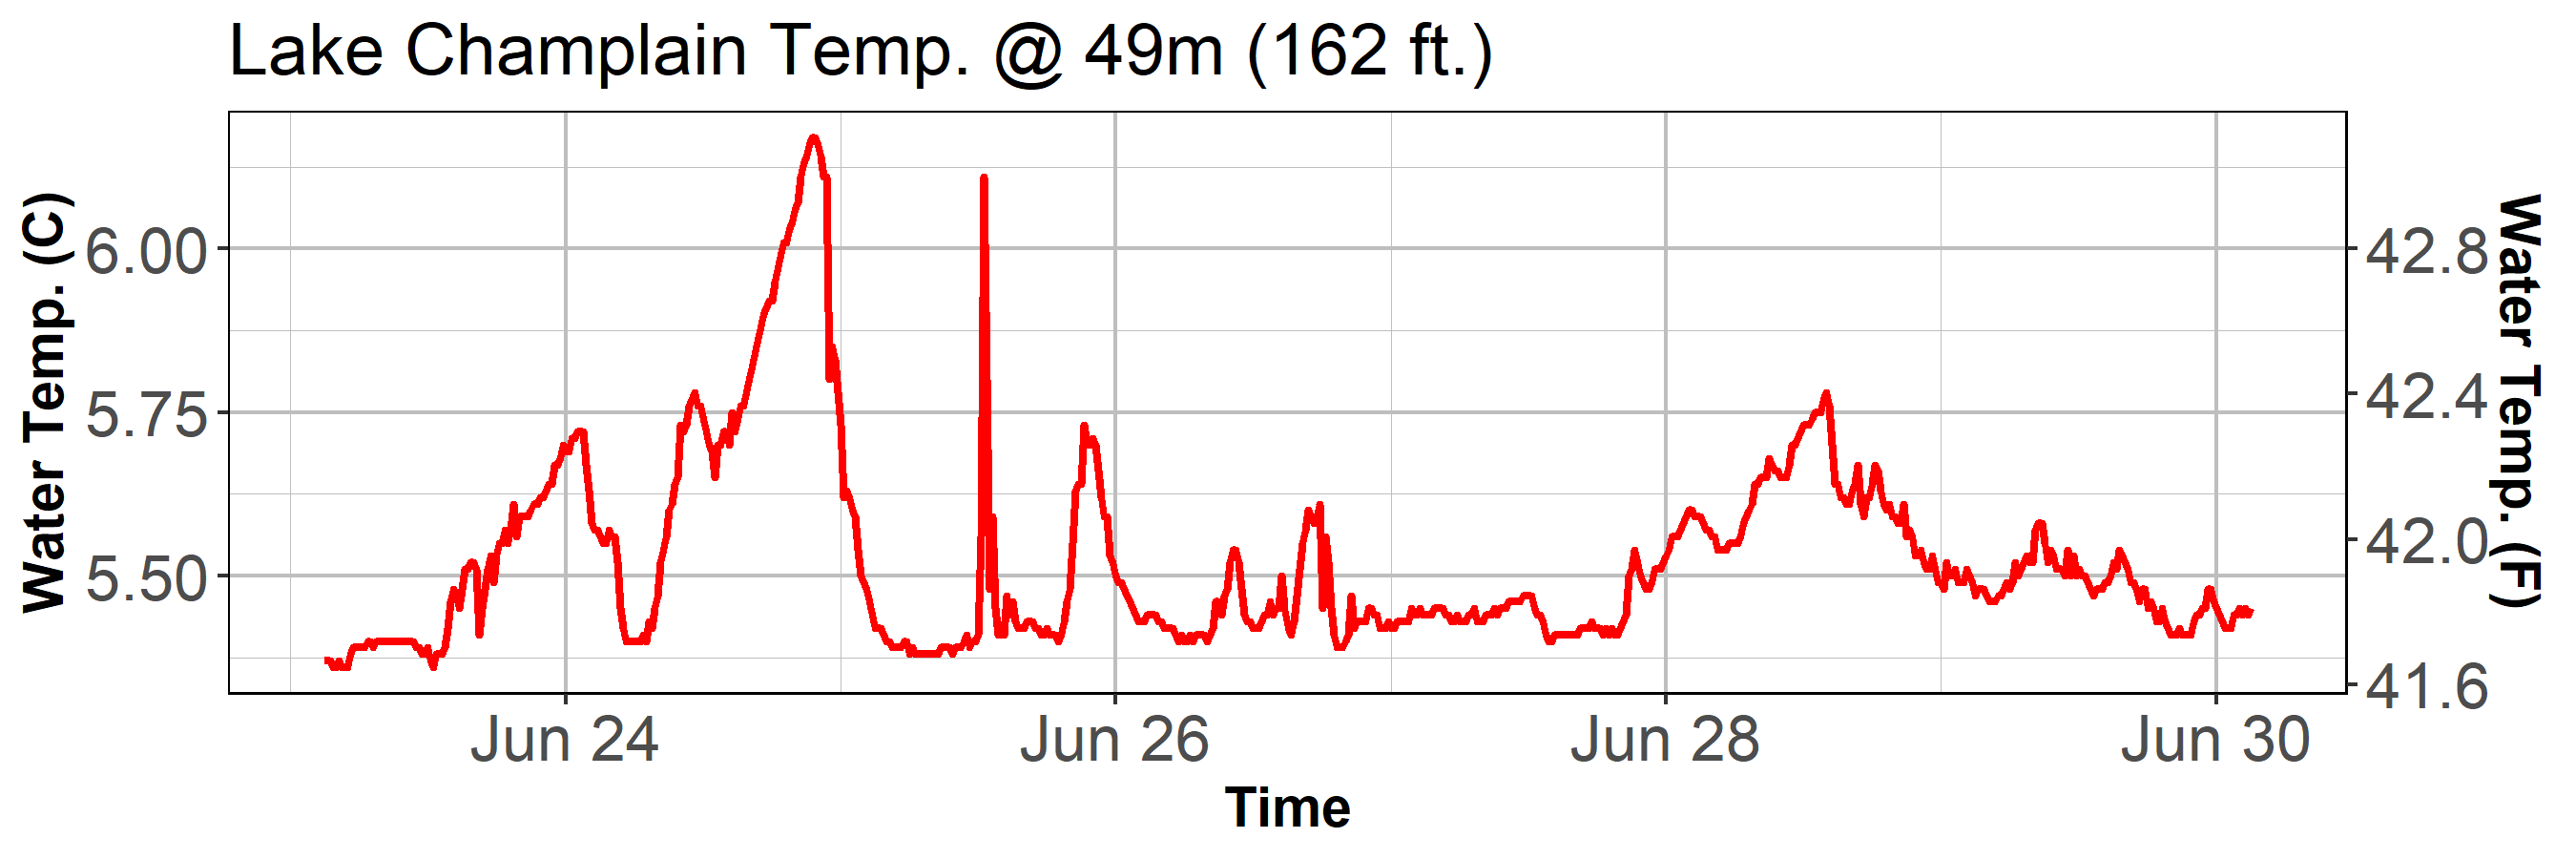 Lake Champlain Temp. @ 49m (162 ft.)
Water Temp. (C)
6.00
5.75
5.50
42.8
42.4
42.0
41.6
Water Temp. (F)
Jun 24
Jun 26
Jun 28
Jun 30
Time